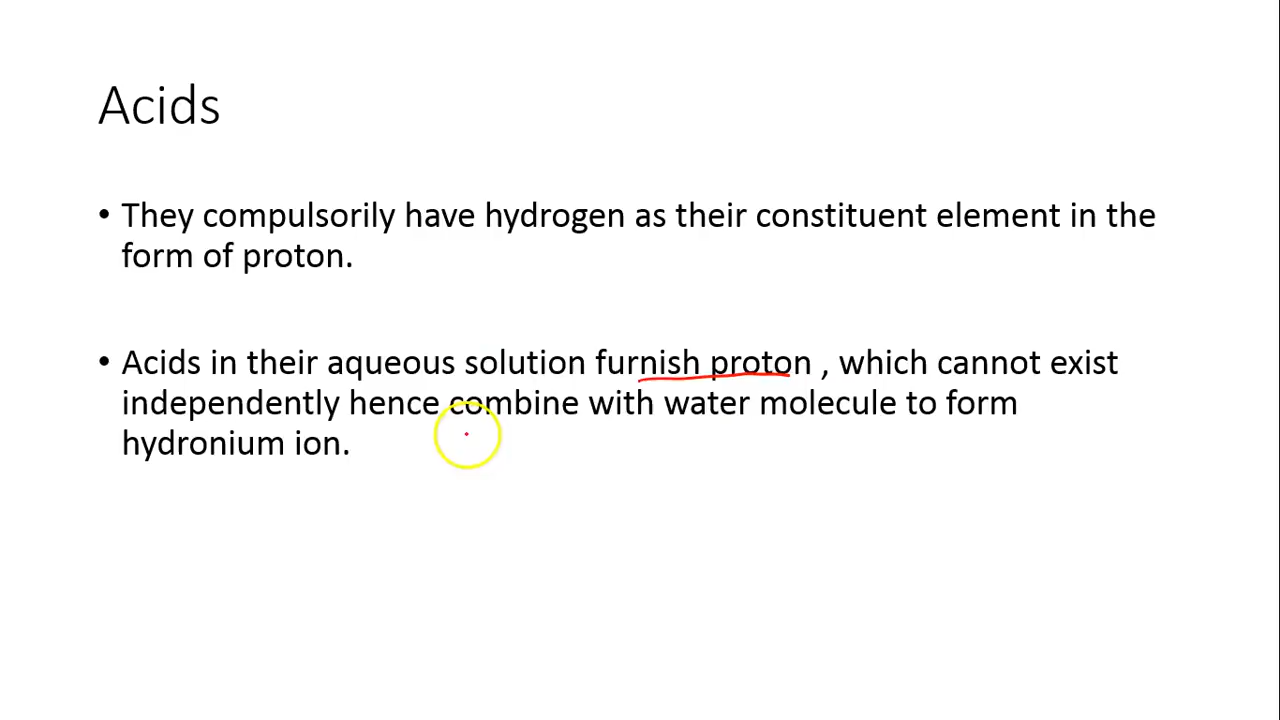 Acids
• They compulsorily have hydrogen as their constituent element in the
form of proton.
• Acids in their aqueous solution furnish proton , which cannot exist
independently hence combine with water molecule to form
hydronium ion.